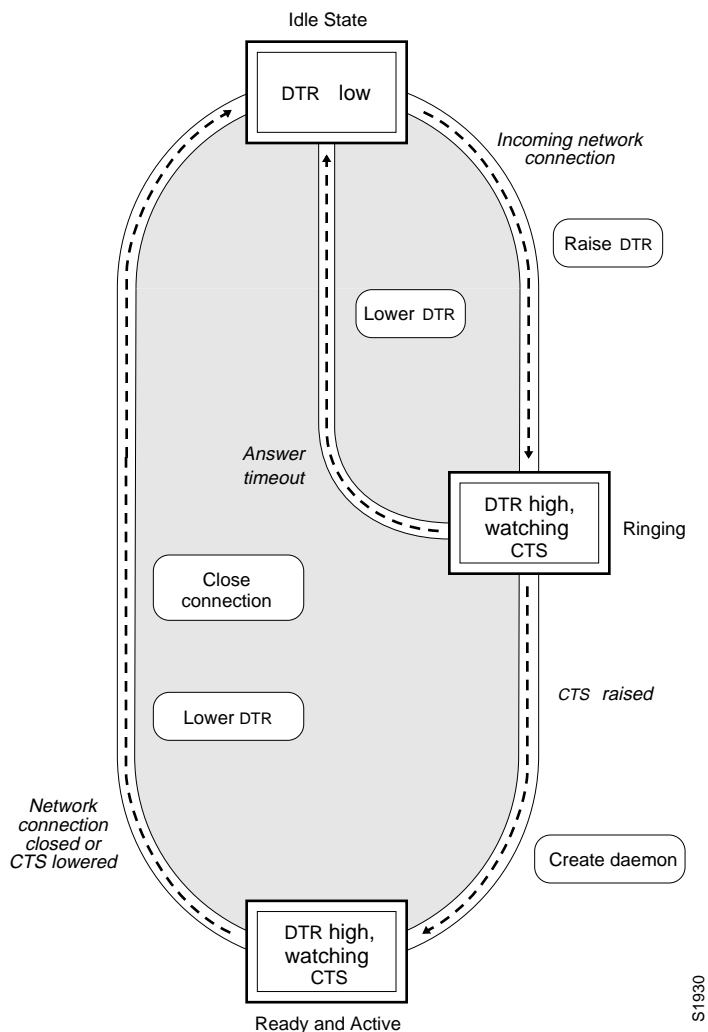 Idle State
DTR low
Incoming network
connection
Raise DTR
Lower DTR
Answer
timeout
DTR high,
watching
CTS
Ringing
Close
connection
CTS raised
Lower DTR
Network
connection
closed or
CTS lowered
Create daemon
DTR high,
watching
CTS
Ready and Active
S1930